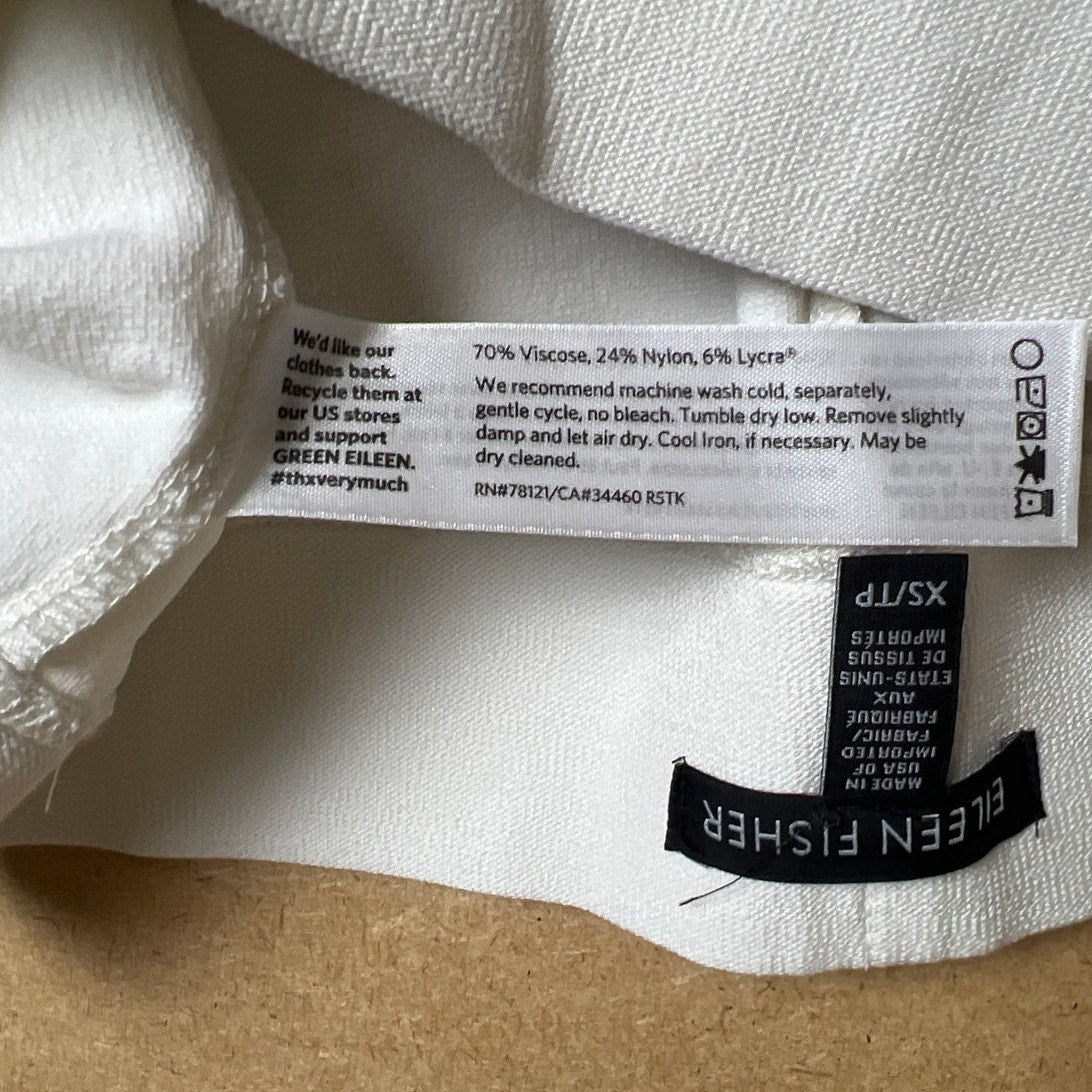 We'd like our
clothes back.
Recycle them at
our US stores
and support
GREEN EILEEN.
#thxverymuch
70% Viscose, 24% Nylon, 6% Lycra®
We recommend machine wash cold, separately,
gentle cycle, no bleach. Tumble dry low. Remove slightly
damp and let air dry. Cool Iron, if necessary. May be
dry cleaned.
RN#78121/CA#34460 R5TK
EILEEN FISHER
MADE IN
USA OF
IMPORTED
FABRIC/
FABRIQUÉ
AUX
ETATS-UNIS
DE TISSUS
IMPORTÉS
XS/TP